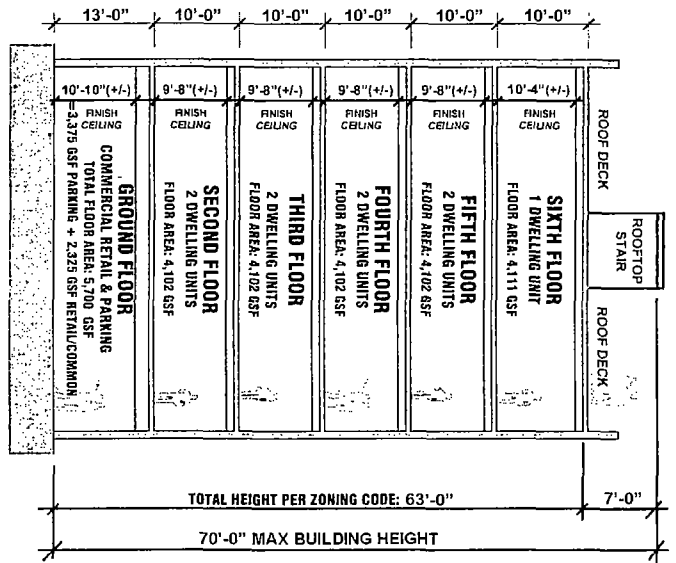 13'-0" 10'-0" 10'-0" 10'-0" 10'-0" 10'-0"
10'-10"(+/-) 9'-8"(+/-) 9'-8"(+/-) 9'-8"(+/-) 9'-8"(+/-) 10'-4"(+/-)
FINISH CEILING
FINISH CEILING
FINISH CEILING
FINISH CEILING
FINISH CEILING
FINISH CEILING
GROUND FLOOR
COMMERCIAL RETAIL & PARKING
TOTAL FLOOR AREA: 5,700 GSF
=3,375 GSF PARKING + 2,325 GSF RETAIL/COMMON
SECOND FLOOR
2 DWELLING UNITS
FLOOR AREA: 4,102 GSF
THIRD FLOOR
2 DWELLING UNITS
FLOOR AREA: 4,102 GSF
FOURTH FLOOR
2 DWELLING UNITS
FLOOR AREA: 4,102 GSF
FIFTH FLOOR
2 DWELLING UNITS
FLOOR AREA: 4,102 GSF
SIXTH FLOOR
1 DWELLING UNIT
FLOOR AREA: 4,111 GSF
ROOF DECK
ROOFTOP
STAIR
ROOF DECK
TOTAL HEIGHT PER ZONING CODE: 63'-0" 7'-0"
70'-0" MAX BUILDING HEIGHT